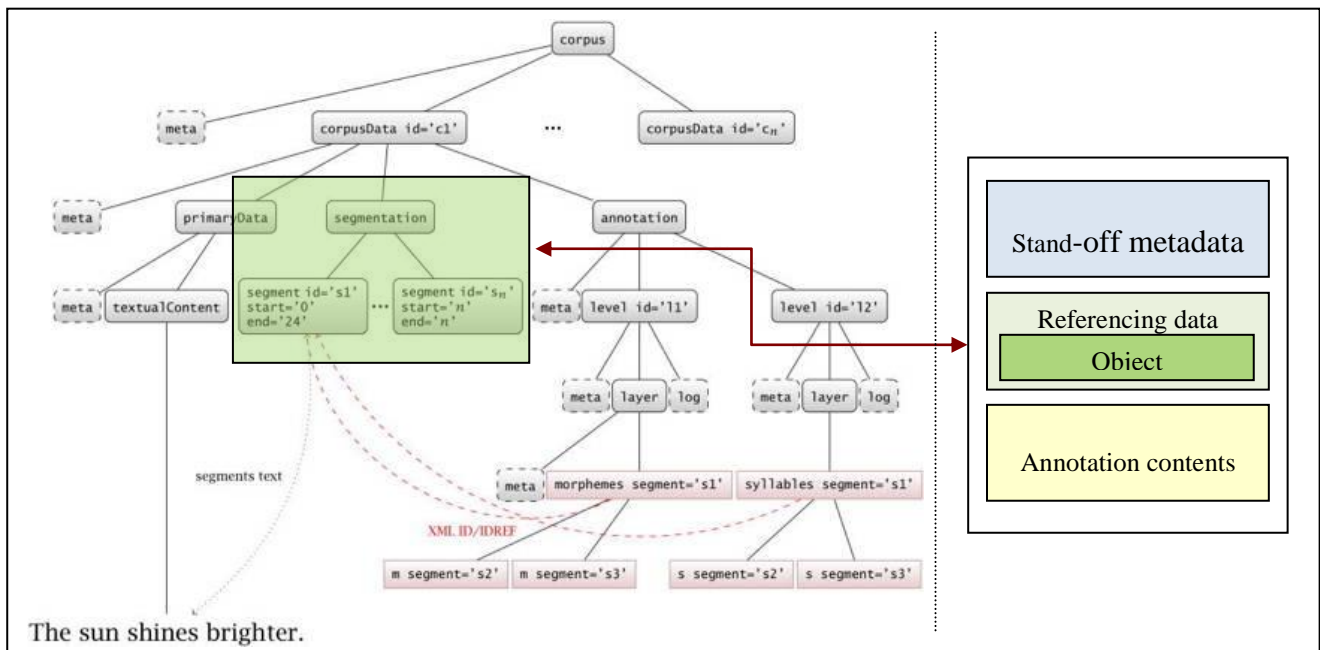 corpus
meta
corpusData id='c1'
...
corpusData id='cn'
meta
primaryData
segmentation
annotation
Stand-off metadata
meta
textualContent
segment id='s1'
start='0'
end='24'
...
segment id='sn'
start='n'
end='n'
meta
level id='l1'
level id='l2'
Referencing data
Object
meta
layer
log
meta
layer
log
Annotation contents
segments text
meta
morphemes segment='s1'
syllables segment='s1'
XML ID/IDREF
m segment='s2'
m segment='s3'
s segment='s2'
s segment='s3'
The sun shines brighter.